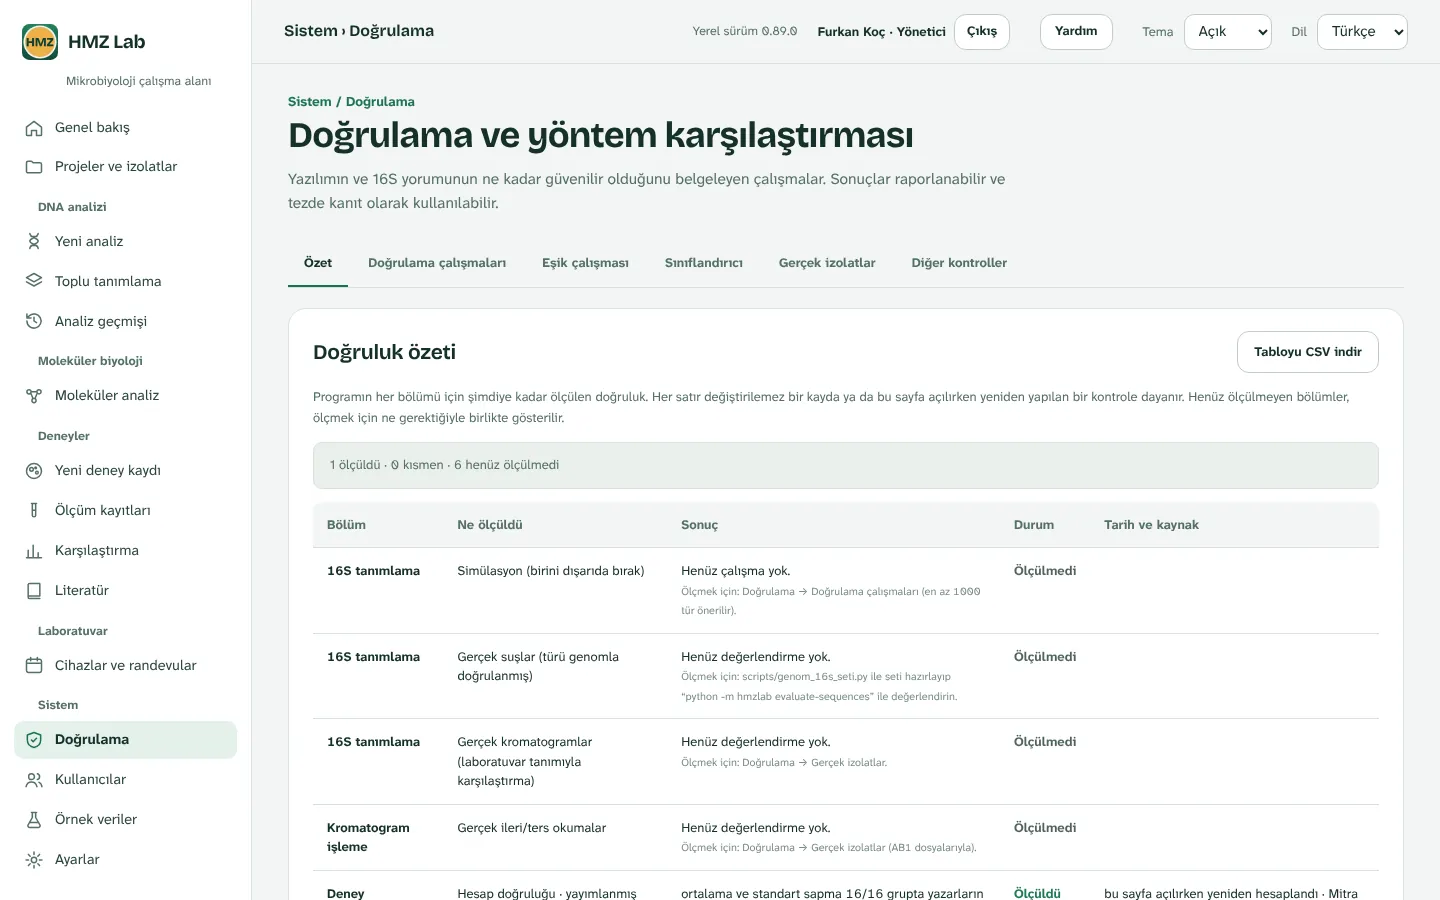 HMZ
HMZ Lab
Mikrobiyoloji çalışma alanı
Genel bakış
Projeler ve izolatlar
DNA analizi
Yeni analiz
Toplu tanımlama
Analiz geçmişi
Moleküler biyoloji
Moleküler analiz
Deneyler
Yeni deney kaydı
Ölçüm kayıtları
Karşılaştırma
Literatür
Laboratuvar
Cihazlar ve randevular
Sistem
Doğrulama
Kullanıcılar
Örnek veriler
Ayarlar
Sistem › Doğrulama
Yerel sürüm 0.89.0
Furkan Koç · Yönetici
Çıkış
Yardım
Tema
Açık
Dil
Türkçe
Sistem / Doğrulama
Doğrulama ve yöntem karşılaştırması
Yazılımın ve 16S yorumunun ne kadar güvenilir olduğunu belgeleyen çalışmalar. Sonuçlar raporlanabilir ve
tezde kanıt olarak kullanılabilir.
Özet
Doğrulama çalışmaları
Eşik çalışması
Sınıflandırıcı
Gerçek izolatlar
Diğer kontroller
Doğruluk özeti
Tabloyu CSV indir
Programın her bölümü için şimdiye kadar ölçülen doğruluk. Her satır değiştirilemez bir kayda ya da bu sayfa açılırken yeniden yapılan bir kontrole dayanır. Henüz ölçülmeyen bölümler,
ölçmek için ne gerektiğiyle birlikte gösterilir.
1 ölçüldü · 0 kısmen · 6 henüz ölçülmedi
Bölüm
Ne ölçüldü
Sonuç
Durum
Tarih ve kaynak
16S tanımlama
Simülasyon (birini dışarıda bırak)
Henüz çalışma yok.
Ölçmek için: Doğrulama → Doğrulama çalışmaları (en az 1000
tür önerilir).
Ölçülmedi
16S tanımlama
Gerçek suşlar (türü genomla
doğrulanmış)
Henüz değerlendirme yok.
Ölçmek için: scripts/genom_16s_seti.py ile seti hazırlayıp
“python -m hmzlab evaluate-sequences” ile değerlendirin.
Ölçülmedi
16S tanımlama
Gerçek kromatogramlar
(laboratuvar tanımıyla
karşılaştırma)
Henüz değerlendirme yok.
Ölçmek için: Doğrulama → Gerçek izolatlar.
Ölçülmedi
Kromatogram
işleme
Gerçek ileri/ters okumalar
Henüz değerlendirme yok.
Ölçmek için: Doğrulama → Gerçek izolatlar (AB1 dosyalarıyla).
Ölçülmedi
Deney
Hesap doğruluğu · yayımlanmış
ortalama ve standart sapma 16/16 grupta yazarların
Ölçüldü
bu sayfa açılırken yeniden hesaplandı · Mitra